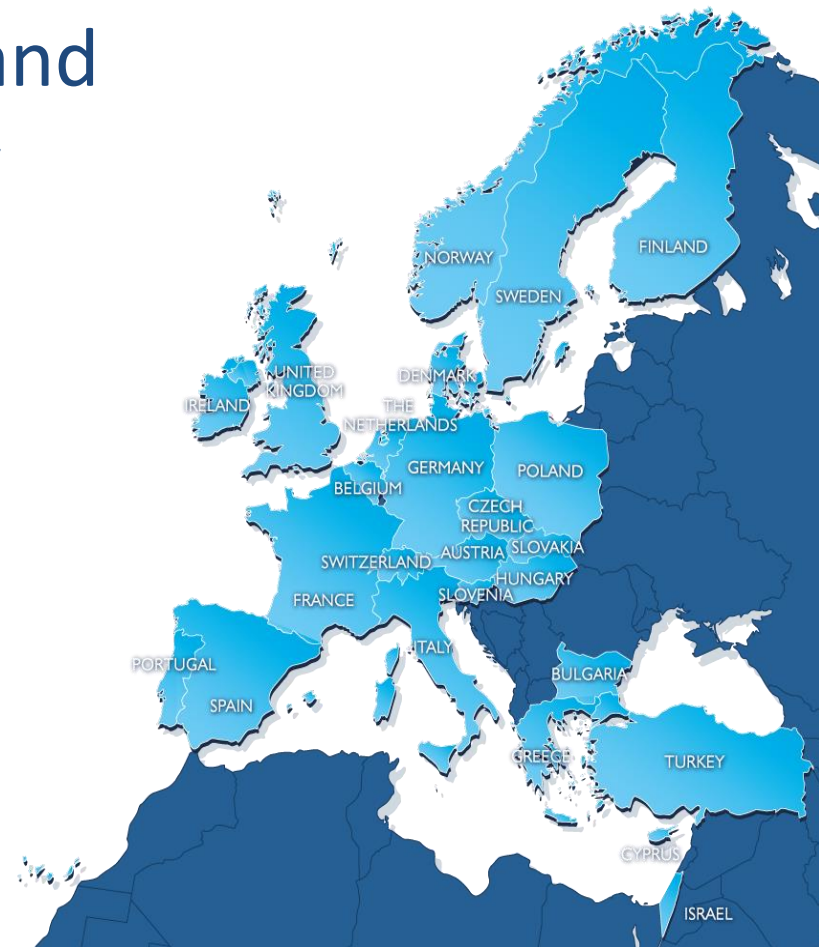 and
NORWAY
FINLAND
SWEDEN
UNITED
KINGDOM
DENMARK
IRELAND
THE
NETHERLANDS
GERMANY
POLAND
BELGIUM
CZECH
REPUBLIC
AUSTRIA
SLOVAKIA
SWITZERLAND
HUNGARY
SLOVENIA
FRANCE
ITALY
PORTUGAL
BULGARIA
SPAIN
GREECE
TURKEY
CYPRUS
ISRAEL